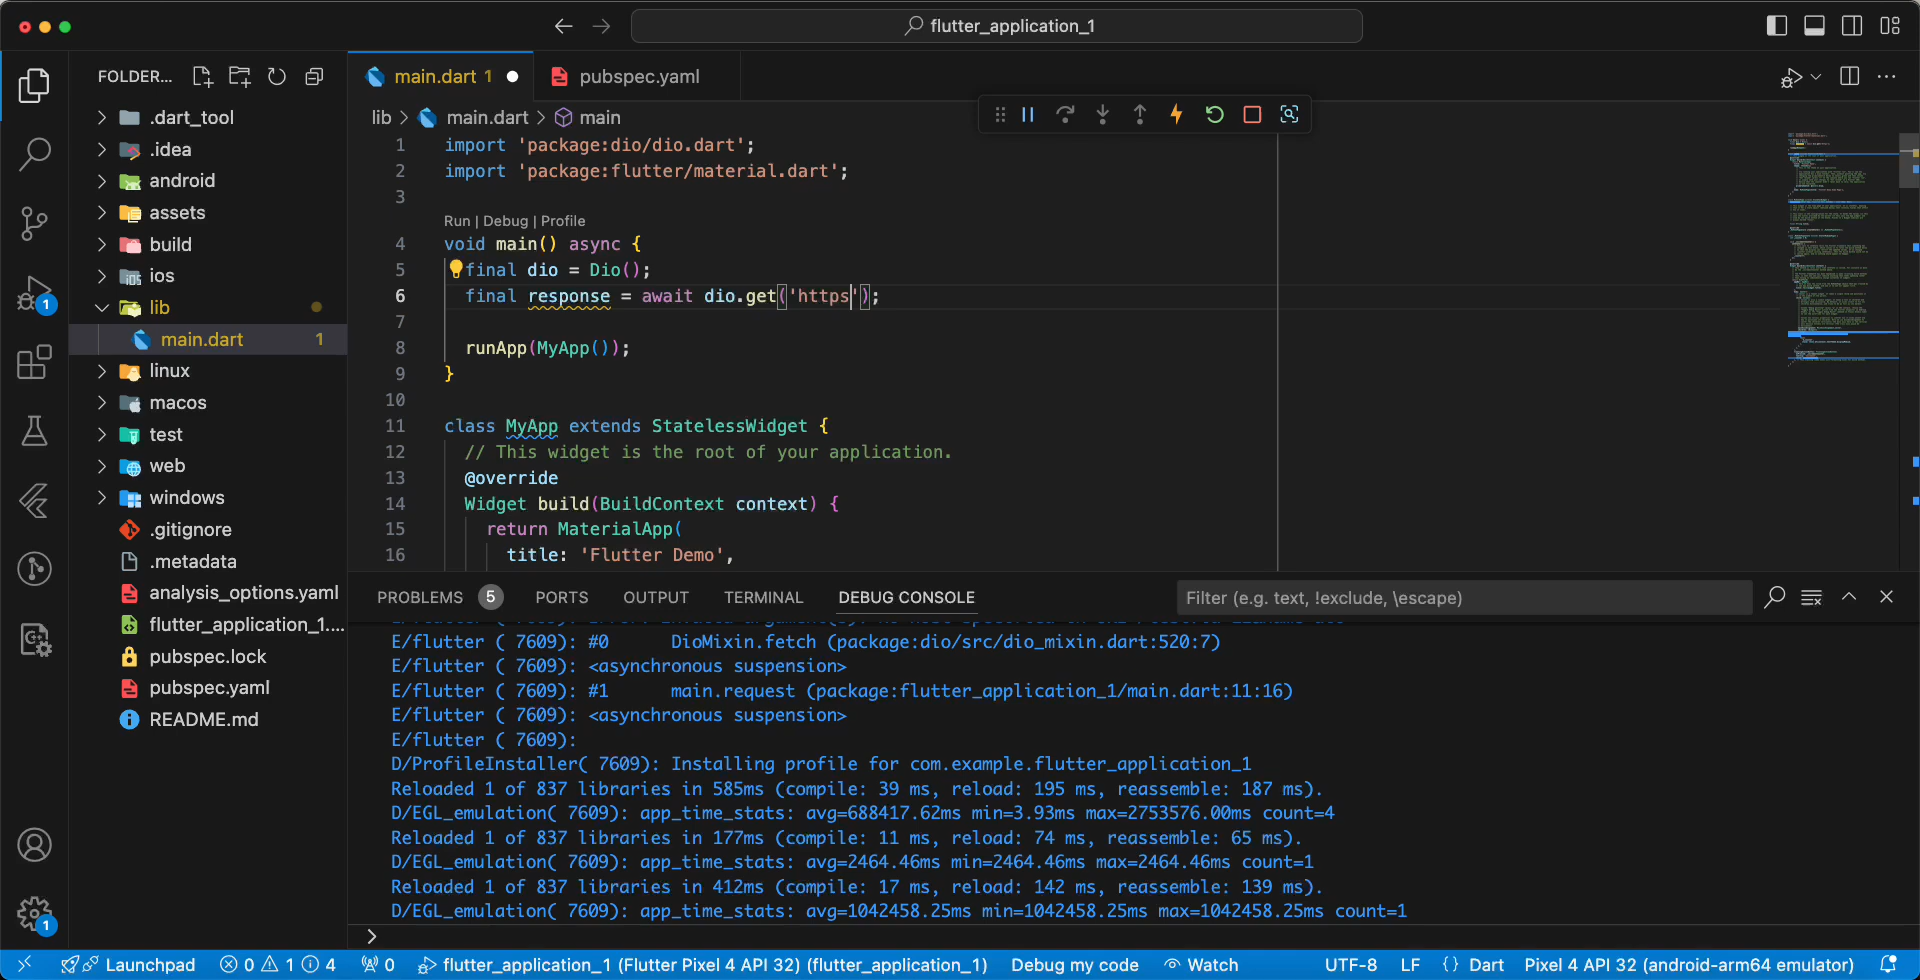 flutter_application_1
FOLDER...
main.dart 1
pubspec.yaml
lib > main.dart > main
.dart_tool
.idea
android
assets
build
ios
lib
main.dart 1
linux
macos
test
web
windows
.gitignore
.metadata
analysis_options.yaml
flutter_application_1....
pubspec.lock
pubspec.yaml
README.md
1
1
1 import 'package:dio/dio.dart';
2 import 'package:flutter/material.dart';
3
Run | Debug | Profile
4 void main() async {
5 final dio = Dio();
6 final response = await dio.get('https');
7
8 runApp(MyApp());
9 }
10
11 class MyApp extends StatelessWidget {
12 // This widget is the root of your application.
13 @override
14 Widget build(BuildContext context) {
15 return MaterialApp(
16 title: 'Flutter Demo',
PROBLEMS 5 PORTS OUTPUT TERMINAL DEBUG CONSOLE
Filter (e.g. text, !exclude, \escape)
E/flutter ( 7609): #0 DioMixin.fetch (package:dio/src/dio_mixin.dart:520:7)
E/flutter ( 7609): <asynchronous suspension>
E/flutter ( 7609): #1 main.request (package:flutter_application_1/main.dart:11:16)
E/flutter ( 7609): <asynchronous suspension>
E/flutter ( 7609):
D/ProfileInstaller( 7609): Installing profile for com.example.flutter_application_1
Reloaded 1 of 837 libraries in 585ms (compile: 39 ms, reload: 195 ms, reassemble: 187 ms).
D/EGL_emulation( 7609): app_time_stats: avg=688417.62ms min=3.93ms max=2753576.00ms count=4
Reloaded 1 of 837 libraries in 177ms (compile: 11 ms, reload: 74 ms, reassemble: 65 ms).
D/EGL_emulation( 7609): app_time_stats: avg=2464.46ms min=2464.46ms max=2464.46ms count=1
Reloaded 1 of 837 libraries in 412ms (compile: 17 ms, reload: 142 ms, reassemble: 139 ms).
D/EGL_emulation( 7609): app_time_stats: avg=1042458.25ms min=1042458.25ms max=1042458.25ms count=1
>
Launchpad 0 1 4 0 flutter_application_1 (Flutter Pixel 4 API 32) (flutter_application_1) Debug my code Watch UTF-8 LF {} Dart Pixel 4 API 32 (android-arm64 emulator)